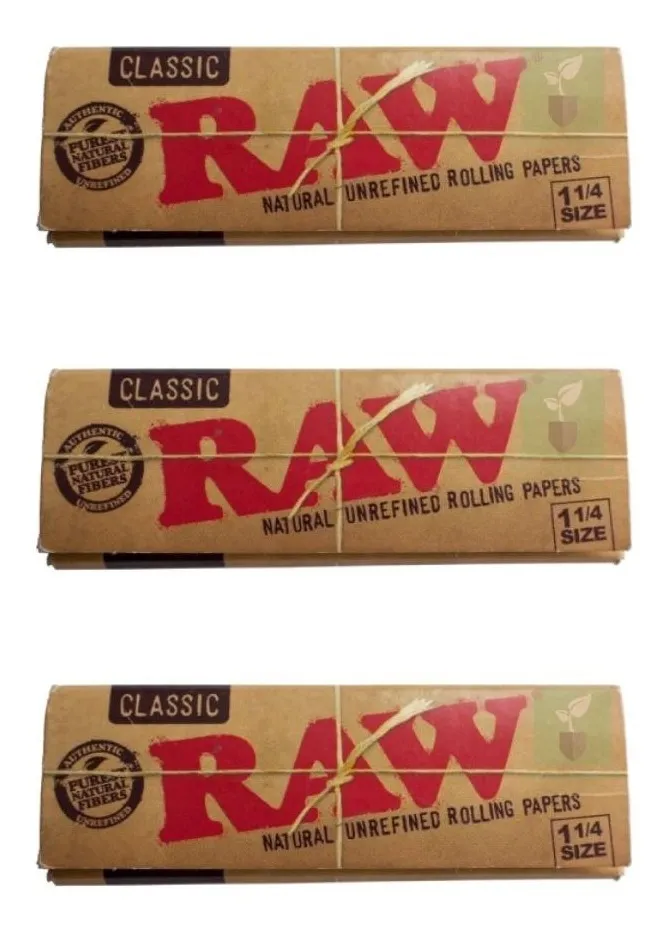 CLASSIC
AUTHENTIC
PURE
NATURAL
FIBERS
UNREFINED
RAW
NATURAL UNREFINED ROLLING PAPERS
1 1/4
SIZE
CLASSIC
AUTHENTIC
PURE
NATURAL
FIBERS
UNREFINED
RAW
NATURAL UNREFINED ROLLING PAPERS
1 1/4
SIZE
CLASSIC
AUTHENTIC
PURE
NATURAL
FIBERS
UNREFINED
RAW
NATURAL UNREFINED ROLLING PAPERS
1 1/4
SIZE